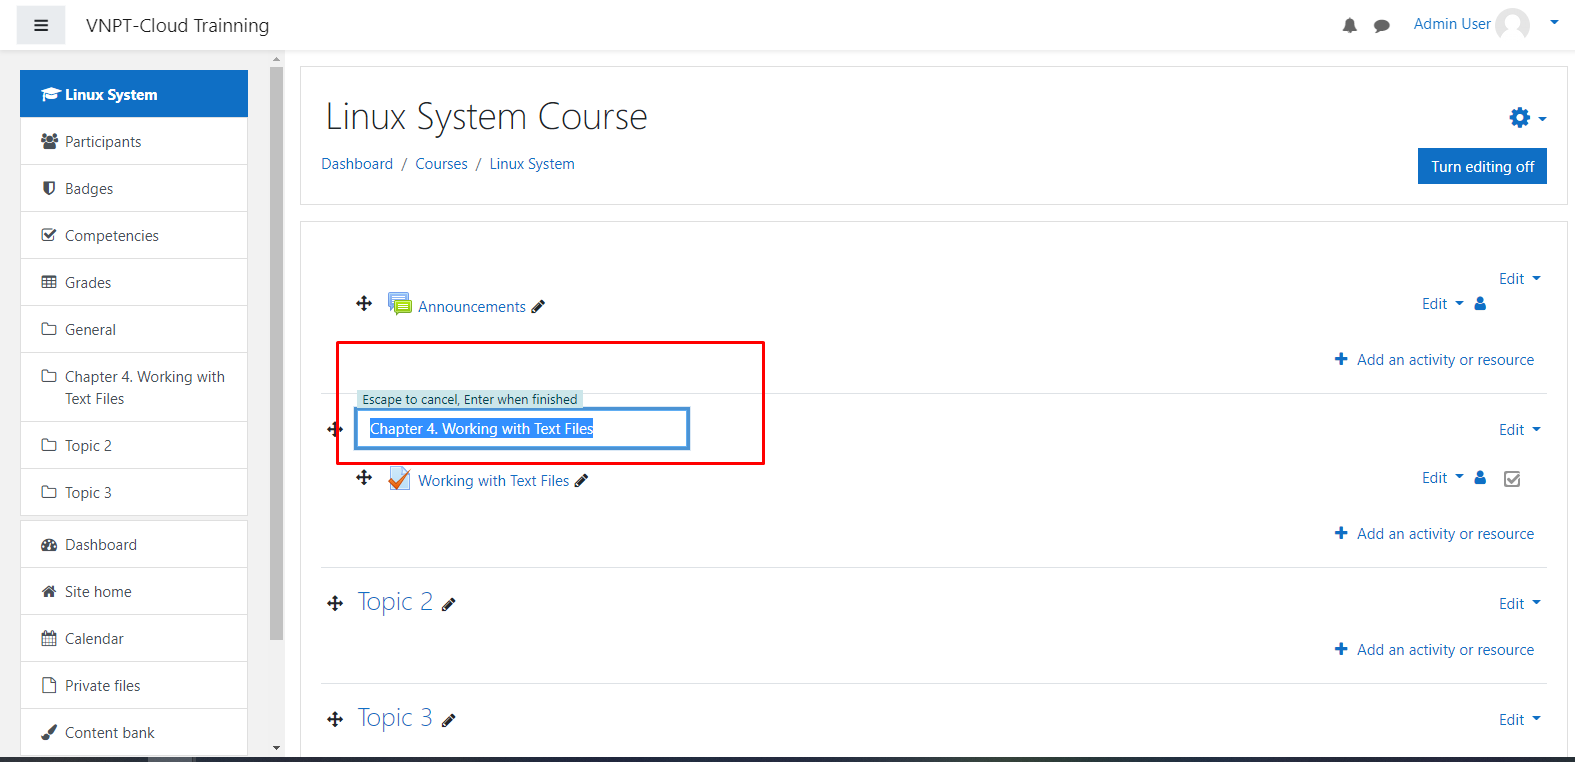 VNPT-Cloud Trainning
Admin User
Linux System
Participants
Badges
Competencies
Grades
General
Chapter 4. Working with
Text Files
Topic 2
Topic 3
Dashboard
Site home
Calendar
Private files
Content bank
Linux System Course
Dashboard / Courses / Linux System
Turn editing off
Edit
Announcements
Edit
Add an activity or resource
Escape to cancel, Enter when finished
Chapter 4. Working with Text Files
Edit
Working with Text Files
Edit
Add an activity or resource
Topic 2
Edit
Add an activity or resource
Topic 3
Edit